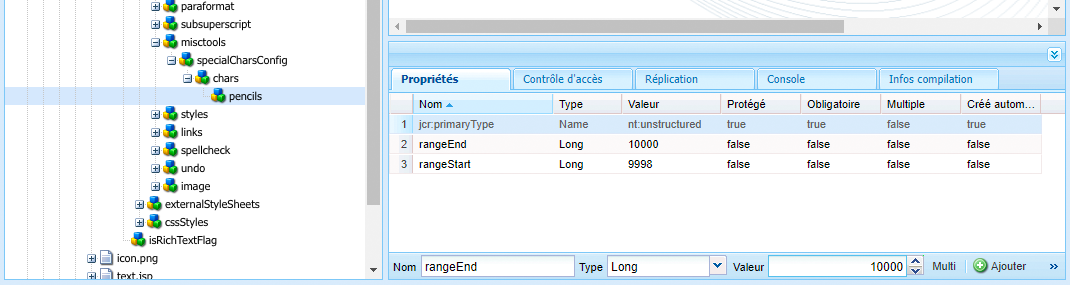 paraformat
subsuperscript
misctools
specialCharsConfig
chars
pencils
styles
links
spellcheck
undo
image
externalStyleSheets
cssStyles
isRichTextFlag
icon.png
text.jsp
Propriétés Contrôle d'accès Réplication Console Infos compilation
Nom Type Valeur Protégé Obligatoire Multiple Créé autom...
1 jcr:primaryType Name nt:unstructured true true false true
2 rangeEnd Long 10000 false false false false
3 rangeStart Long 9998 false false false false
Nom rangeEnd Type Long Valeur 10000 Multi Ajouter »